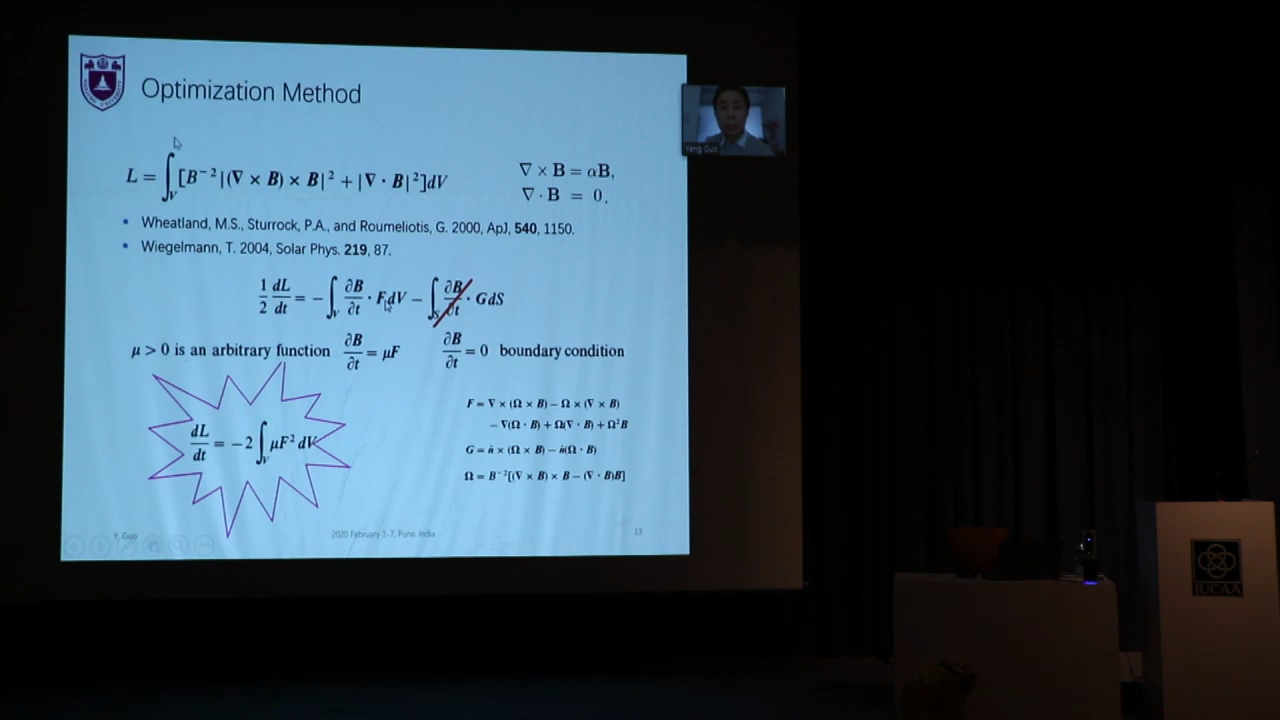 Optimization Method
L = ∫_V [B⁻²|(∇ × B) × B|² + |∇ · B|²]dV
∇ × B = αB,
∇ · B = 0.
• Wheatland, M.S., Sturrock, P.A., and Roumeliotis, G. 2000, ApJ, 540, 1150.
• Wiegelmann, T. 2004, Solar Phys. 219, 87.
1/2 dL/dt = − ∫_V ∂B/∂t · F dV − ∫_S ∂B/∂t · G dS
μ > 0 is an arbitrary function ∂B/∂t = μF
∂B/∂t = 0 boundary condition
dL/dt = −2 ∫_V μF² dV
F = ∇ × (Ω × B) − Ω × (∇ × B)
− ∇(Ω · B) + Ω(∇ · B) + Ω²B
G = n̂ × (Ω × B) − n̂(Ω · B)
Ω = B⁻²[(∇ × B) × B − (∇ · B)B]
Y. Guo
2020 February 3-7, Pune, India
13
Yang Guo
IUCAA